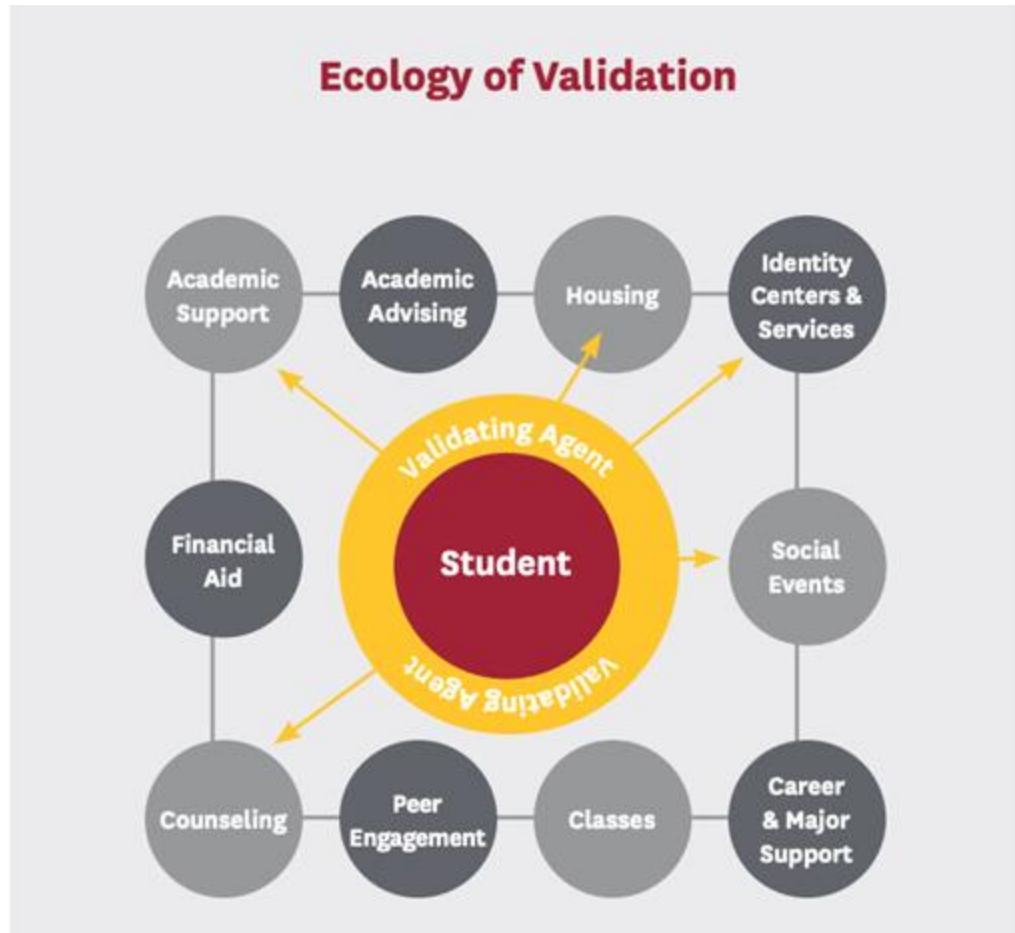 Ecology of Validation
Academic
Support
Academic
Advising
Housing
Identity
Centers &
Services
Validating Agent
Financial
Aid
Student
Social
Events
Validating Agent
Counseling
Peer
Engagement
Classes
Career
& Major
Support